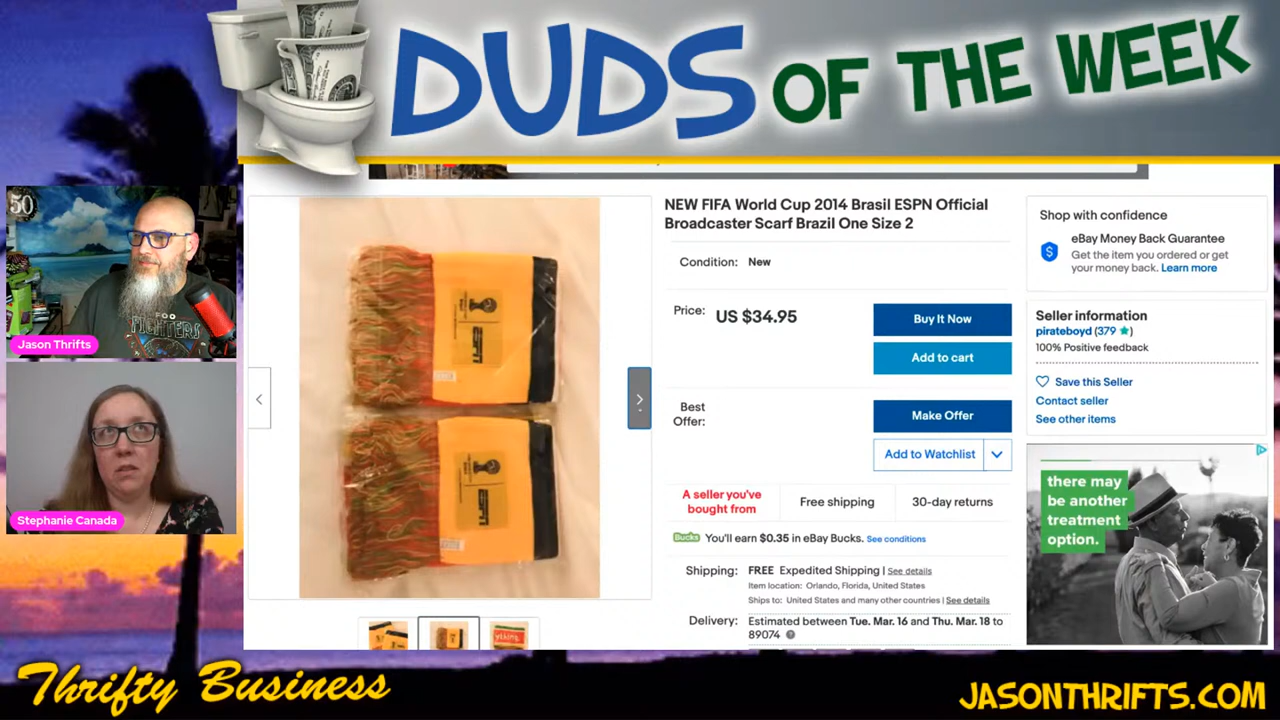 DUDS OF THE WEEK
50
FOO
FIGHTERS
Jason Thrifts
Stephanie Canada
ESPN
ESPN
NEW FIFA World Cup 2014 Brasil ESPN Official
Broadcaster Scarf Brazil One Size 2
Condition: New
Price: US $34.95
Buy It Now
Add to cart
Best
Offer:
Make Offer
Add to Watchlist
A seller you've
bought from
Free shipping
30-day returns
Bucks You'll earn $0.35 in eBay Bucks. See conditions
Shipping: FREE Expedited Shipping | See details
Item location: Orlando, Florida, United States
Ships to: United States and many other countries | See details
Delivery: Estimated between Tue. Mar. 16 and Thu. Mar. 18 to
89074
Shop with confidence
eBay Money Back Guarantee
Get the item you ordered or get
your money back. Learn more
Seller information
pirateboyd (379)
100% Positive feedback
Save this Seller
Contact seller
See other items
there may
be another
treatment
option.
Thrifty Business
JASONTHRIFTS.COM